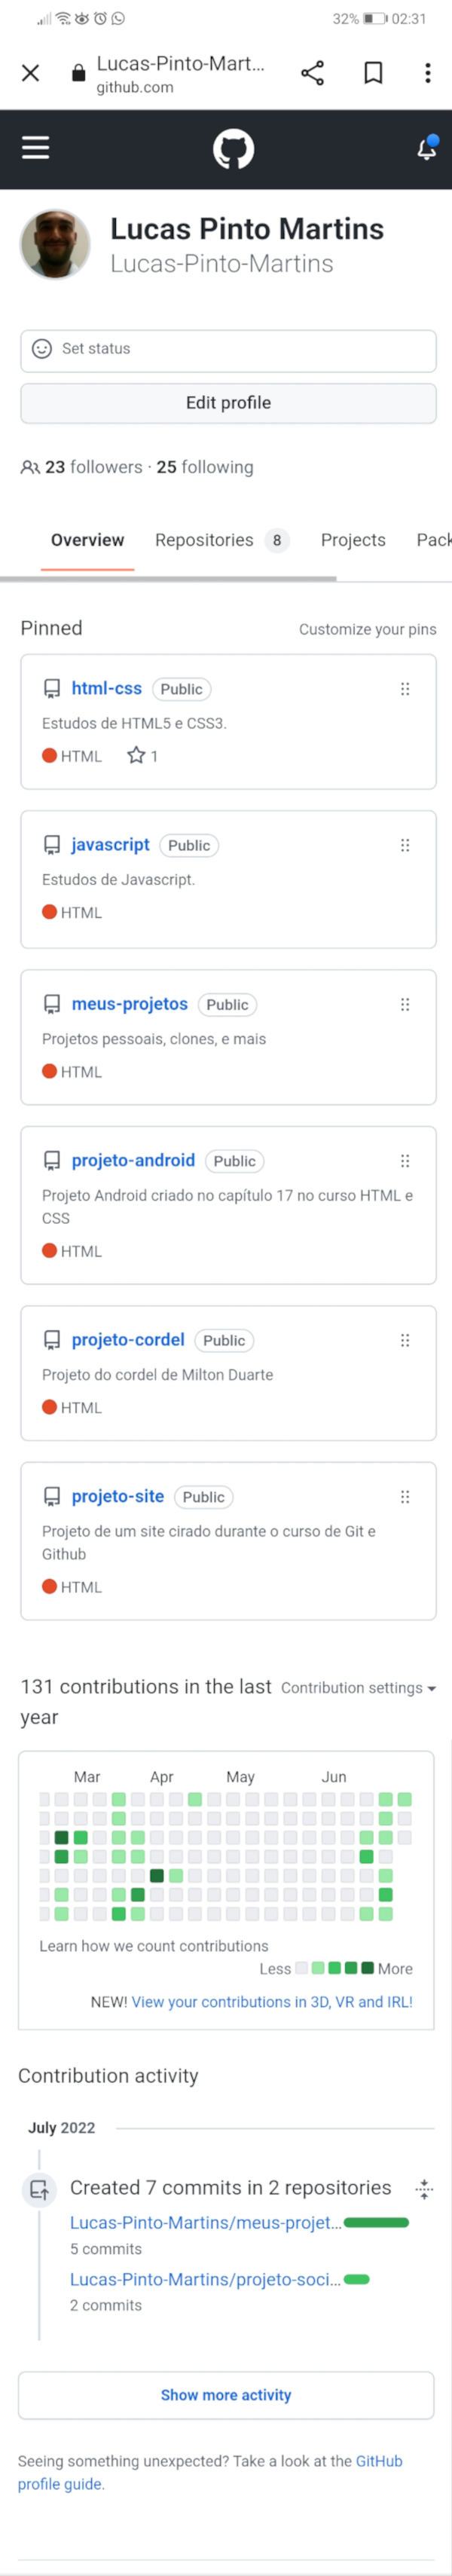 32% 02:31
Lucas-Pinto-Mart...
github.com
Lucas Pinto Martins
Lucas-Pinto-Martins
Set status
Edit profile
23 followers · 25 following
Overview Repositories 8 Projects Pack
Pinned Customize your pins
html-css Public
Estudos de HTML5 e CSS3.
HTML 1
javascript Public
Estudos de Javascript.
HTML
meus-projetos Public
Projetos pessoais, clones, e mais
HTML
projeto-android Public
Projeto Android criado no capítulo 17 no curso HTML e
CSS
HTML
projeto-cordel Public
Projeto do cordel de Milton Duarte
HTML
projeto-site Public
Projeto de um site cirado durante o curso de Git e
Github
HTML
131 contributions in the last Contribution settings
year
Mar Apr May Jun
Learn how we count contributions
Less More
NEW! View your contributions in 3D, VR and IRL!
Contribution activity
July 2022
Created 7 commits in 2 repositories
Lucas-Pinto-Martins/meus-projet...
5 commits
Lucas-Pinto-Martins/projeto-soci...
2 commits
Show more activity
Seeing something unexpected? Take a look at the GitHub
profile guide.